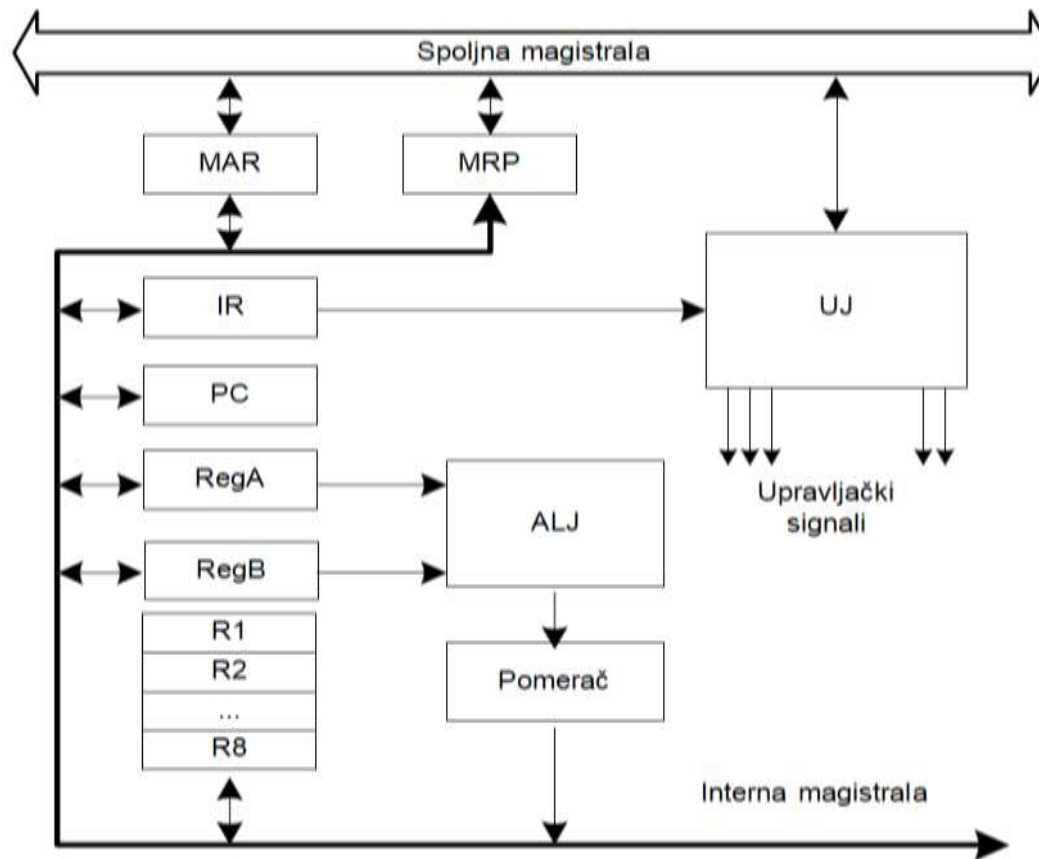 Spoljna magistrala
MAR
MRP
IR
UJ
PC
RegA
ALJ
Upravljački
signali
RegB
R1
R2
...
R8
Pomerač
Interna magistrala